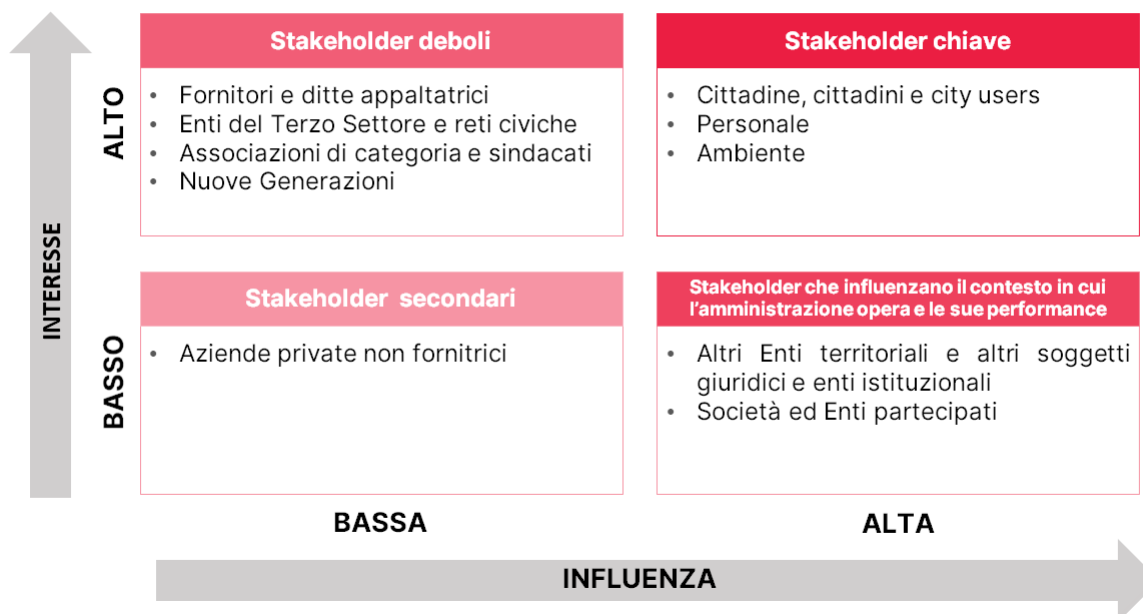 INTERESSE
ALTO
Stakeholder deboli
• Fornitori e ditte appaltatrici
• Enti del Terzo Settore e reti civiche
• Associazioni di categoria e sindacati
• Nuove Generazioni
Stakeholder chiave
• Cittadine, cittadini e city users
• Personale
• Ambiente
BASSO
Stakeholder secondari
• Aziende private non fornitrici
Stakeholder che influenzano il contesto in cui
l'amministrazione opera e le sue performance
• Altri Enti territoriali e altri soggetti
giuridici e enti istituzionali
• Società ed Enti partecipati
BASSA
ALTA
INFLUENZA